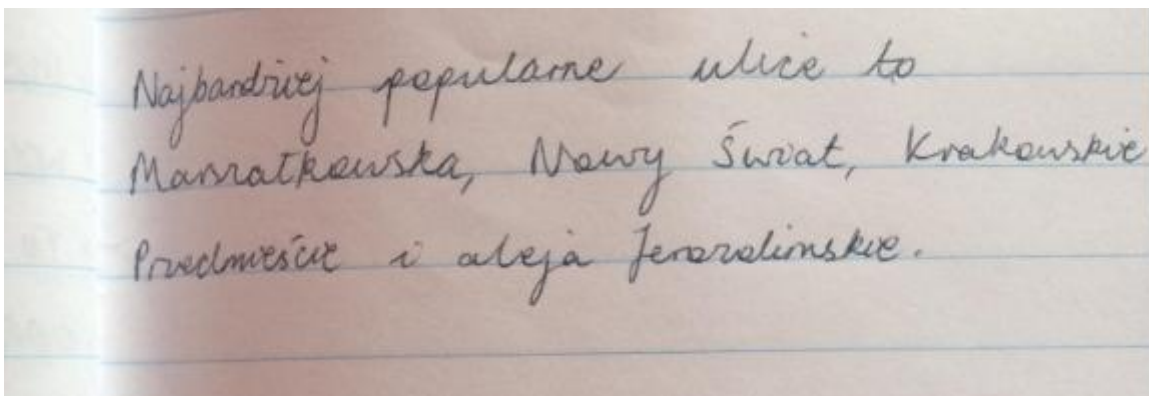 Najbardziej popularne ulice to
Marszałkowska, Nowy Świat, Krakowskie
Przedmieście i aleja Jerozolimskie.